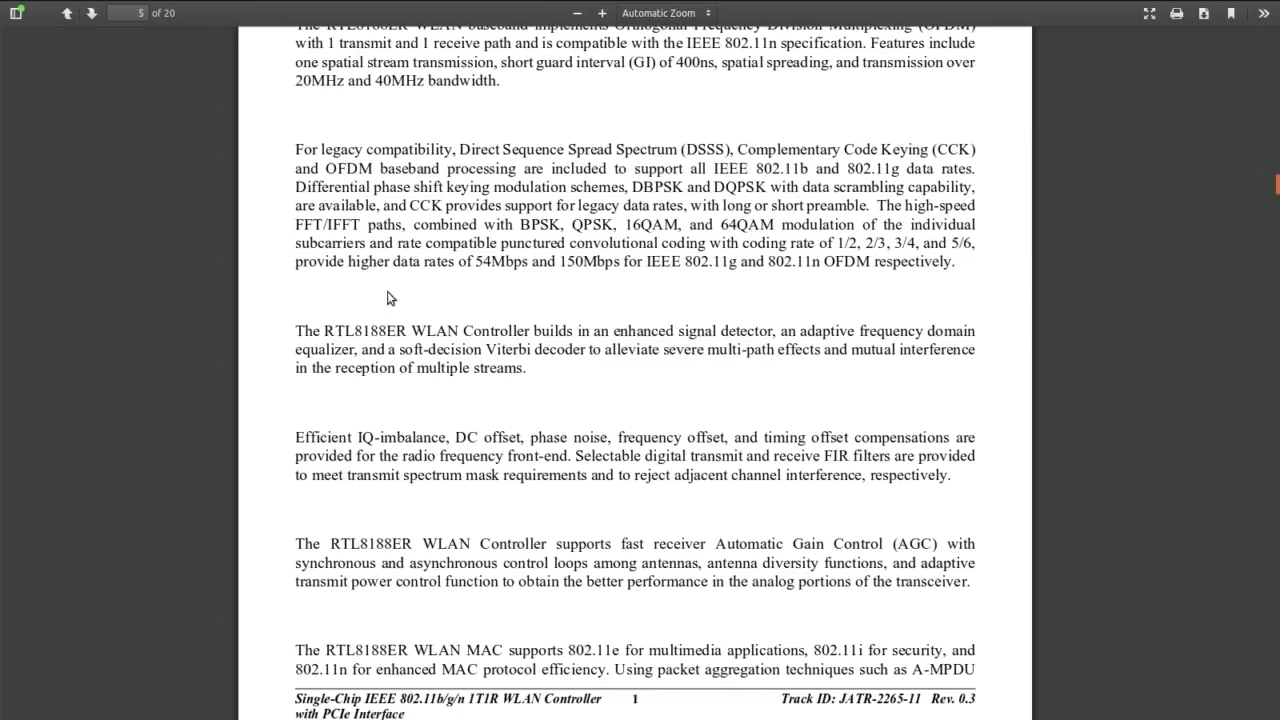 5 of 20
Automatic Zoom
The RTL8188ER WLAN baseband implements Orthogonal Frequency Division Multiplexing (OFDM)
with 1 transmit and 1 receive path and is compatible with the IEEE 802.11n specification. Features include
one spatial stream transmission, short guard interval (GI) of 400ns, spatial spreading, and transmission over
20MHz and 40MHz bandwidth.
For legacy compatibility, Direct Sequence Spread Spectrum (DSSS), Complementary Code Keying (CCK)
and OFDM baseband processing are included to support all IEEE 802.11b and 802.11g data rates.
Differential phase shift keying modulation schemes, DBPSK and DQPSK with data scrambling capability,
are available, and CCK provides support for legacy data rates, with long or short preamble. The high-speed
FFT/IFFT paths, combined with BPSK, QPSK, 16QAM, and 64QAM modulation of the individual
subcarriers and rate compatible punctured convolutional coding with coding rate of 1/2, 2/3, 3/4, and 5/6,
provide higher data rates of 54Mbps and 150Mbps for IEEE 802.11g and 802.11n OFDM respectively.
The RTL8188ER WLAN Controller builds in an enhanced signal detector, an adaptive frequency domain
equalizer, and a soft-decision Viterbi decoder to alleviate severe multi-path effects and mutual interference
in the reception of multiple streams.
Efficient IQ-imbalance, DC offset, phase noise, frequency offset, and timing offset compensations are
provided for the radio frequency front-end. Selectable digital transmit and receive FIR filters are provided
to meet transmit spectrum mask requirements and to reject adjacent channel interference, respectively.
The RTL8188ER WLAN Controller supports fast receiver Automatic Gain Control (AGC) with
synchronous and asynchronous control loops among antennas, antenna diversity functions, and adaptive
transmit power control function to obtain the better performance in the analog portions of the transceiver.
The RTL8188ER WLAN MAC supports 802.11e for multimedia applications, 802.11i for security, and
802.11n for enhanced MAC protocol efficiency. Using packet aggregation techniques such as A-MPDU
Single-Chip IEEE 802.11b/g/n 1T1R WLAN Controller 1 Track ID: JATR-2265-11 Rev. 0.3
with PCIe Interface